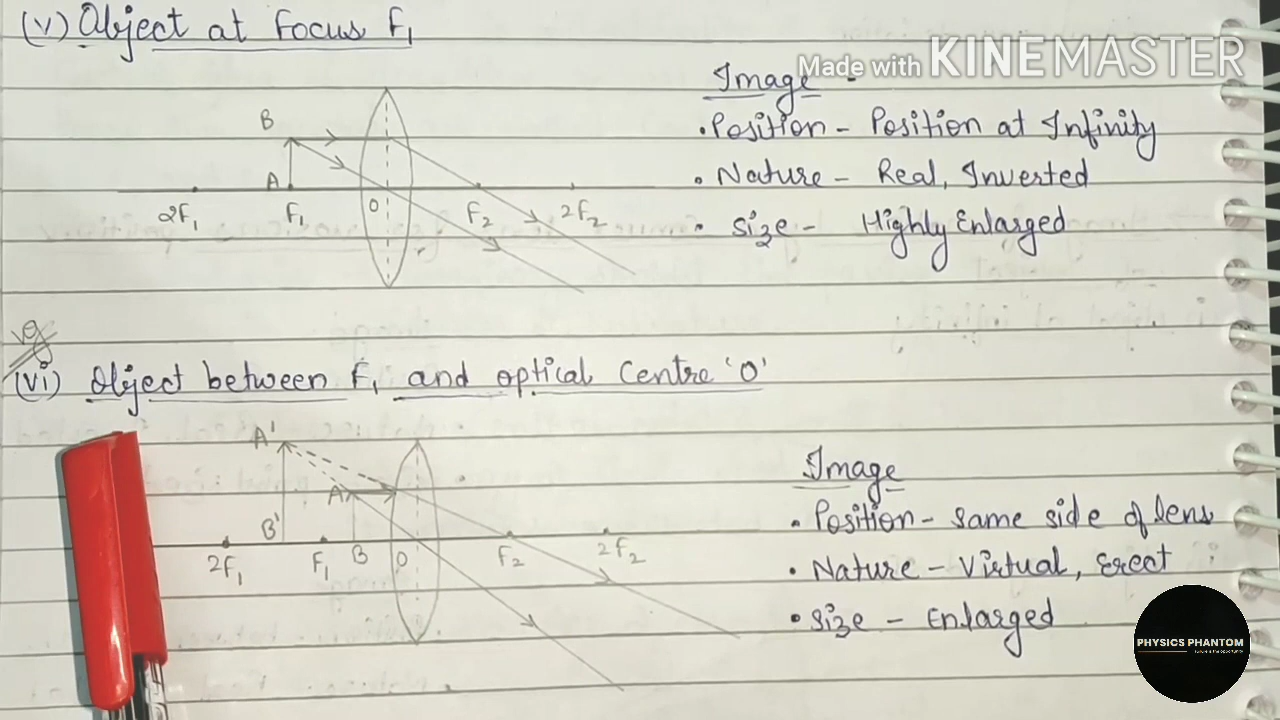 (v) Object at Focus F1
Made with KINEMASTER
Image -
• Position - Position at Infinity
• Nature - Real, Inverted
• Size - Highly Enlarged
B
A
2F1 F1 O F2 2F2
(vi) Object between F1 and optical Centre 'O'
A'
A
B'
2F1 F1 B O F2 2F2
Image
• Position - same side of lens
• Nature - Virtual, Erect
• Size - Enlarged
PHYSICS PHANTOM